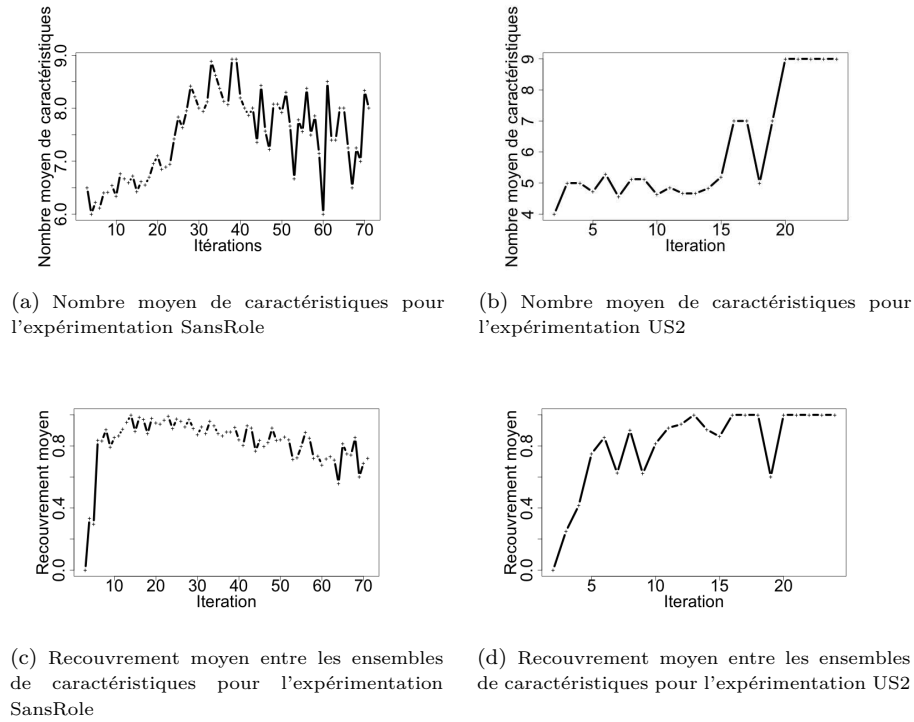 Nombre moyen de caractéristiques
6.0 7.0 8.0 9.0
10 20 30 40 50 60 70
Itérations
Nombre moyen de caractéristiques
4 5 6 7 8 9
5 10 15 20
Iteration
(a) Nombre moyen de caractéristiques pour
l'expérimentation SansRole
(b) Nombre moyen de caractéristiques pour
l'expérimentation US2
Recouvrement moyen
0.0 0.4 0.8
10 20 30 40 50 60 70
Iteration
Recouvrement moyen
0.0 0.4 0.8
5 10 15 20
Iteration
(c) Recouvrement moyen entre les ensembles
de caractéristiques pour l'expérimentation
SansRole
(d) Recouvrement moyen entre les ensembles
de caractéristiques pour l'expérimentation US2